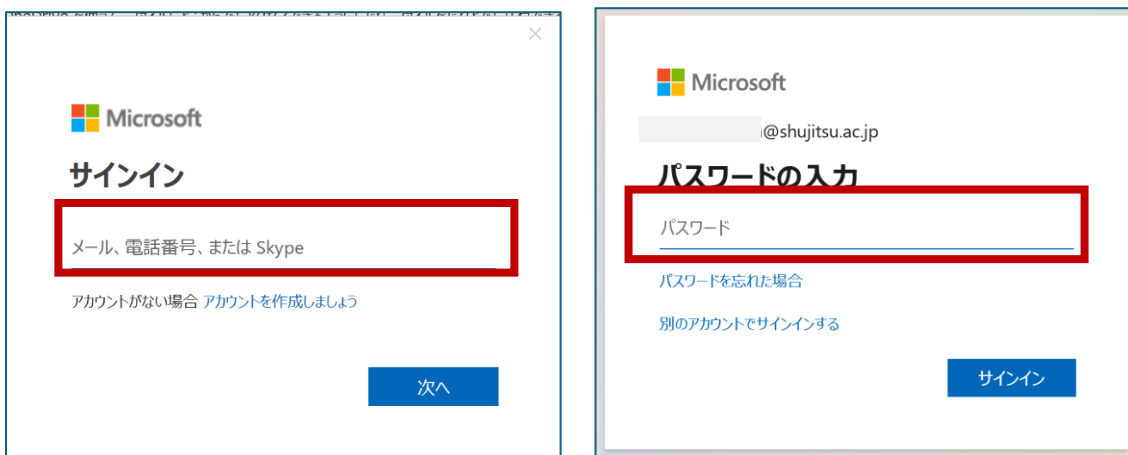 Microsoft
サインイン
メール、電話番号、または Skype
アカウントがない場合 アカウントを作成しましょう
次へ
Microsoft
@shujitsu.ac.jp
パスワードの入力
パスワード
パスワードを忘れた場合
別のアカウントでサインインする
サインイン